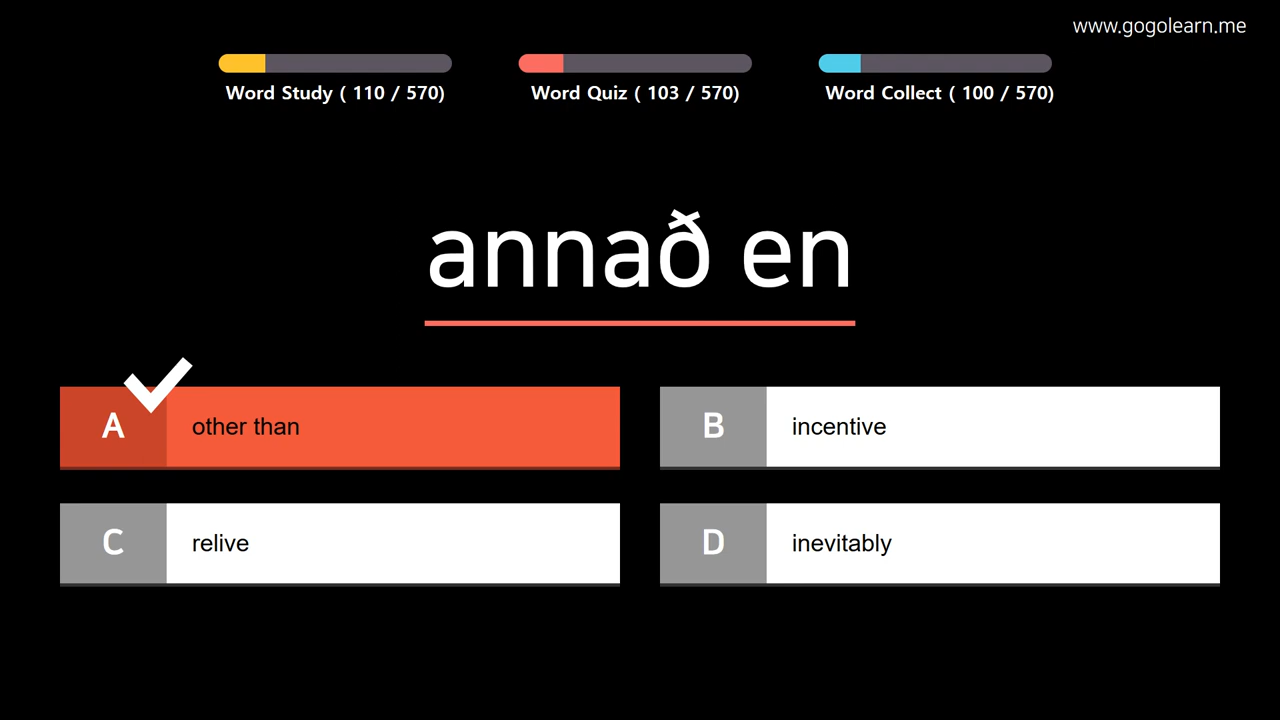 www.gogolearn.me
Word Study ( 110 / 570)
Word Quiz ( 103 / 570)
Word Collect ( 100 / 570)
annað en
A other than
B incentive
C relive
D inevitably